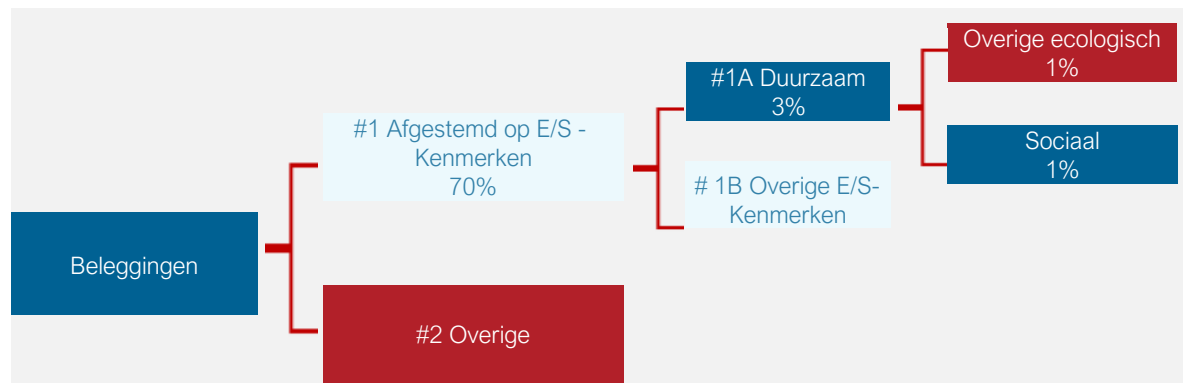 Beleggingen
#1 Afgestemd op E/S -
Kenmerken
70%
#2 Overige
#1A Duurzaam
3%
# 1B Overige E/S-
Kenmerken
Overige ecologisch
1%
Sociaal
1%